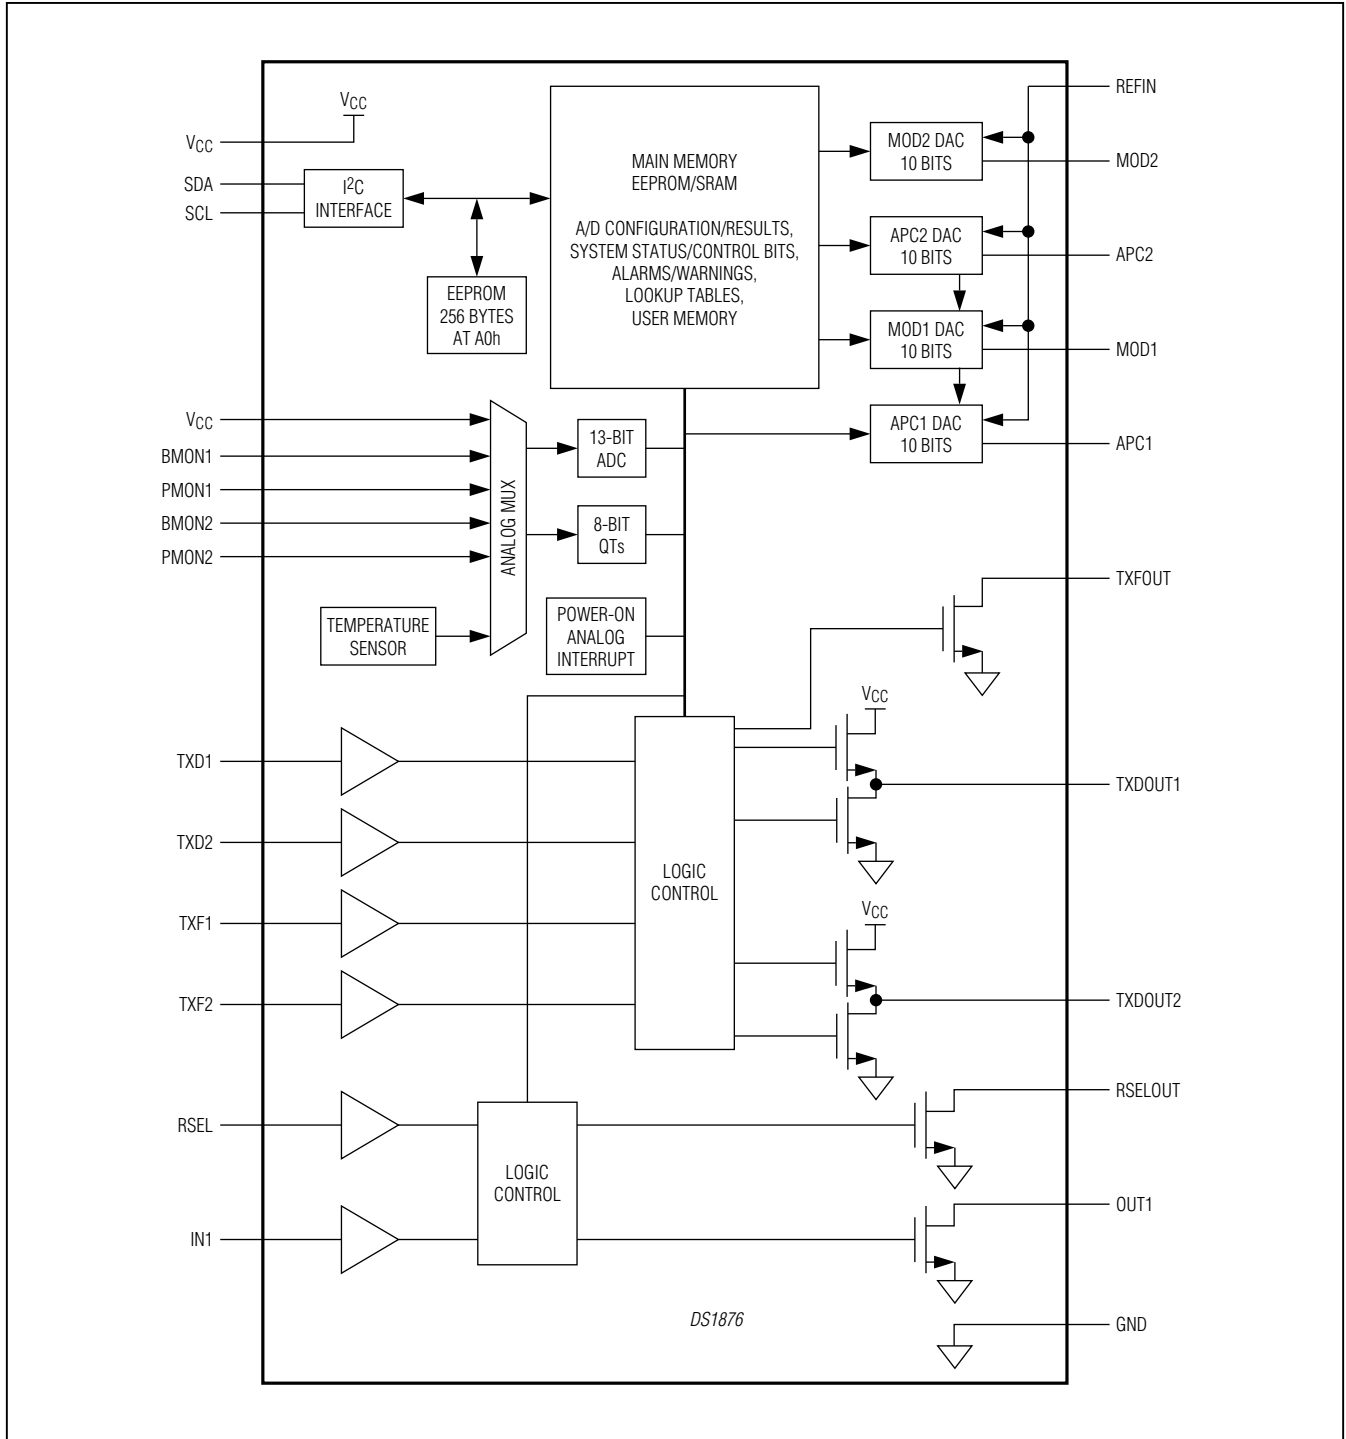 REFIN
VCC
VCC
MOD2 DAC
10 BITS
MOD2
SDA
SCL
I2C
INTERFACE
MAIN MEMORY
EEPROM/SRAM
A/D CONFIGURATION/RESULTS,
SYSTEM STATUS/CONTROL BITS,
ALARMS/WARNINGS,
LOOKUP TABLES,
USER MEMORY
APC2 DAC
10 BITS
APC2
EEPROM
256 BYTES
AT A0h
MOD1 DAC
10 BITS
MOD1
APC1 DAC
10 BITS
APC1
VCC
BMON1
PMON1
BMON2
PMON2
ANALOG MUX
13-BIT
ADC
8-BIT
QTs
TEMPERATURE
SENSOR
POWER-ON
ANALOG
INTERRUPT
TXFOUT
VCC
TXD1
TXDOUT1
TXD2
LOGIC
CONTROL
TXF1
VCC
TXF2
TXDOUT2
RSEL
RSELOUT
LOGIC
CONTROL
IN1
OUT1
DS1876
GND